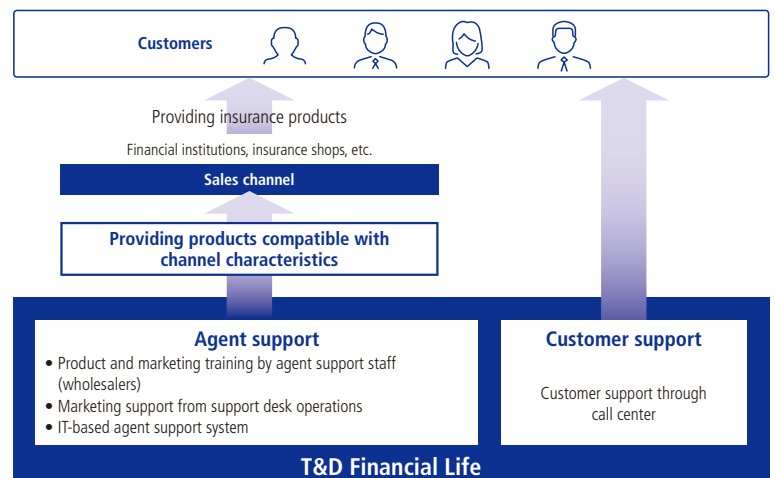 Customers
Providing insurance products
Financial institutions, insurance shops, etc.
Sales channel
Providing products compatible with
channel characteristics
Agent support
• Product and marketing training by agent support staff
(wholesalers)
• Marketing support from support desk operations
• IT-based agent support system
Customer support
Customer support through
call center
T&D Financial Life